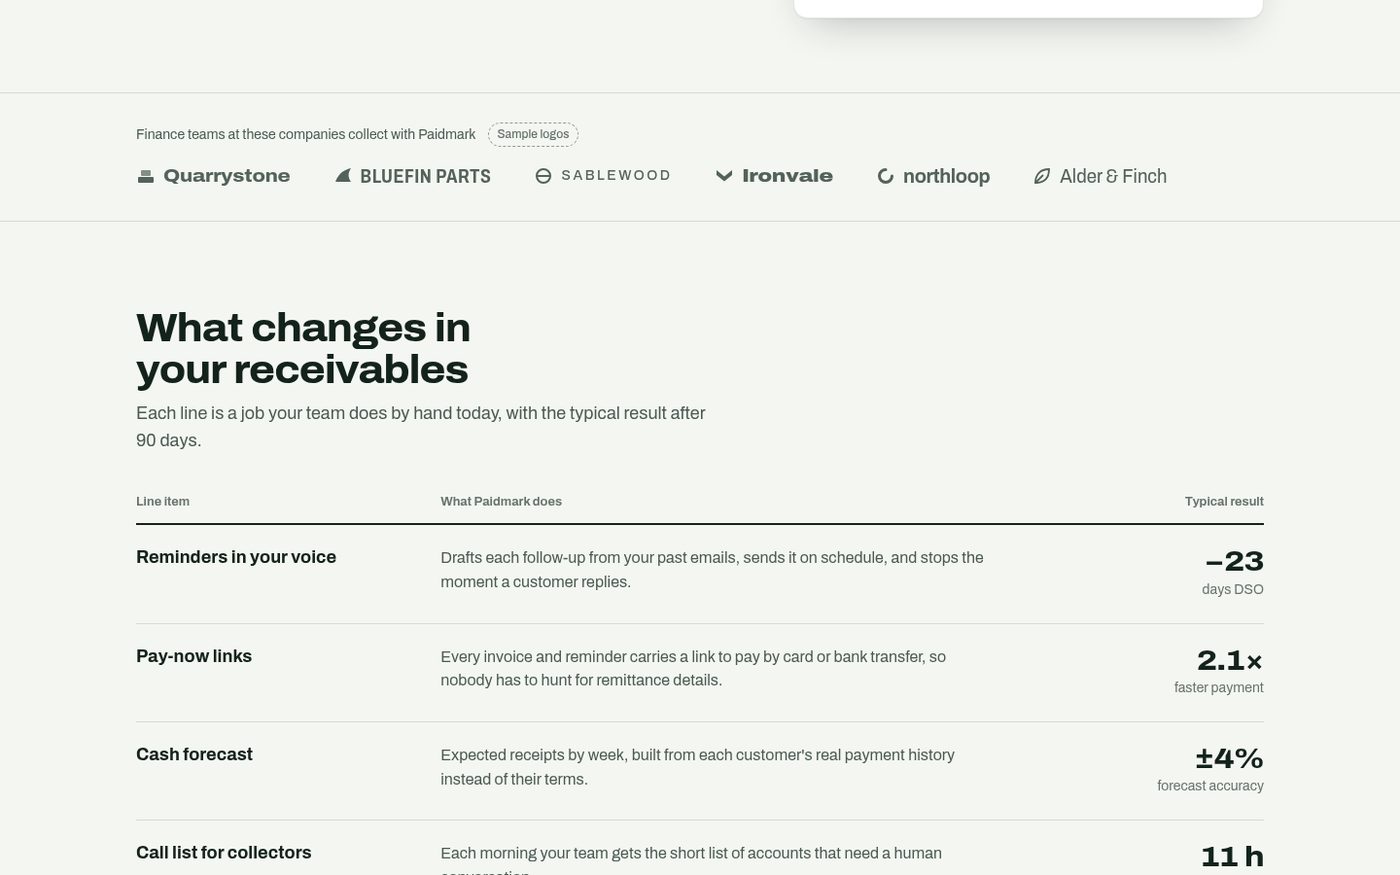 Finance teams at these companies collect with Paidmark
Sample logos
Quarrystone
BLUEFIN PARTS
SABLEWOOD
Ironvale
northloop
Alder & Finch
What changes in
your receivables
Each line is a job your team does by hand today, with the typical result after
90 days.
Line item
What Paidmark does
Typical result
Reminders in your voice
Drafts each follow-up from your past emails, sends it on schedule, and stops the
moment a customer replies.
–23
days DSO
Pay-now links
Every invoice and reminder carries a link to pay by card or bank transfer, so
nobody has to hunt for remittance details.
2.1×
faster payment
Cash forecast
Expected receipts by week, built from each customer's real payment history
instead of their terms.
±4%
forecast accuracy
Call list for collectors
Each morning your team gets the short list of accounts that need a human
11 h